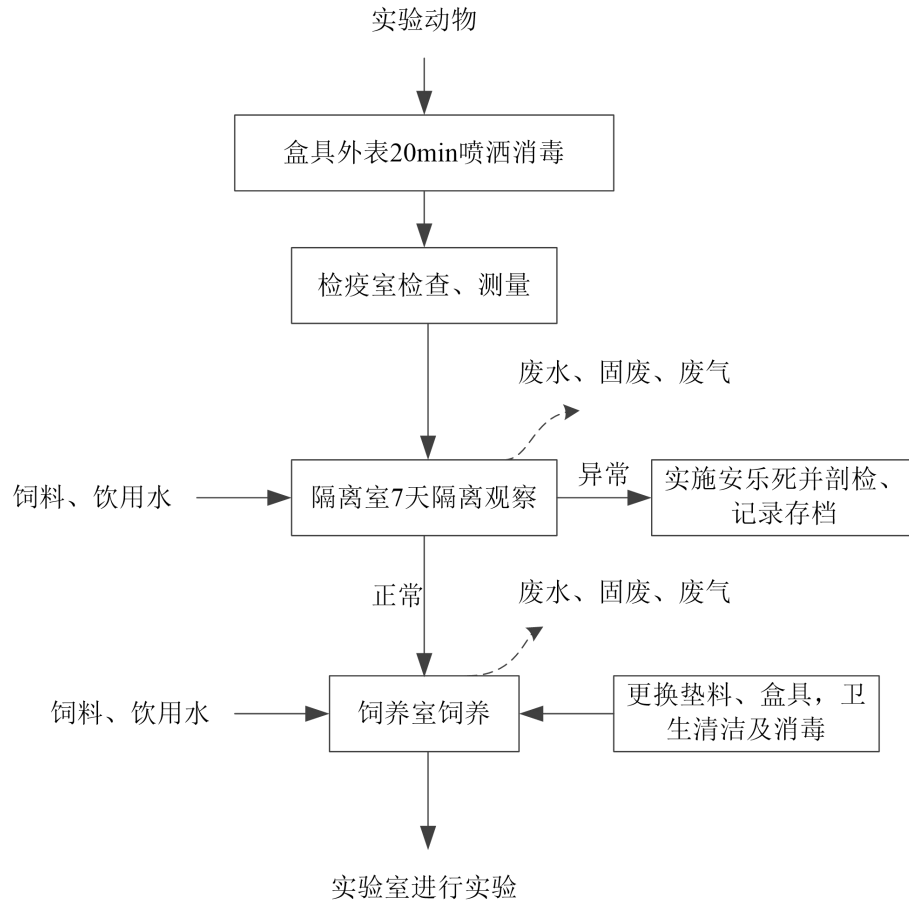 实验动物
盒具外表20min喷洒消毒
检疫室检查、测量
废水、固废、废气
饲料、饮用水
隔离室7天隔离观察
异常
实施安乐死并剖检、
记录存档
正常
废水、固废、废气
饲料、饮用水
饲养室饲养
更换垫料、盒具，卫
生清洁及消毒
实验室进行实验